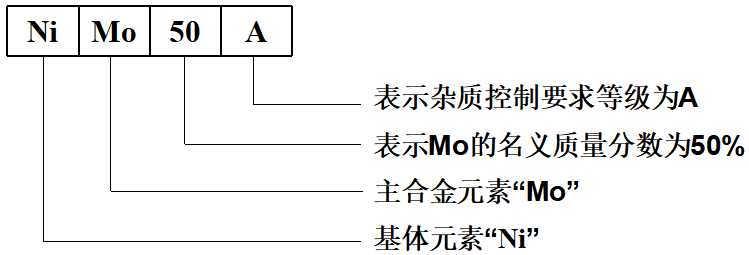 Ni Mo 50 A
表示杂质控制要求等级为A
表示Mo的名义质量分数为50%
主合金元素“Mo”
基体元素“Ni”